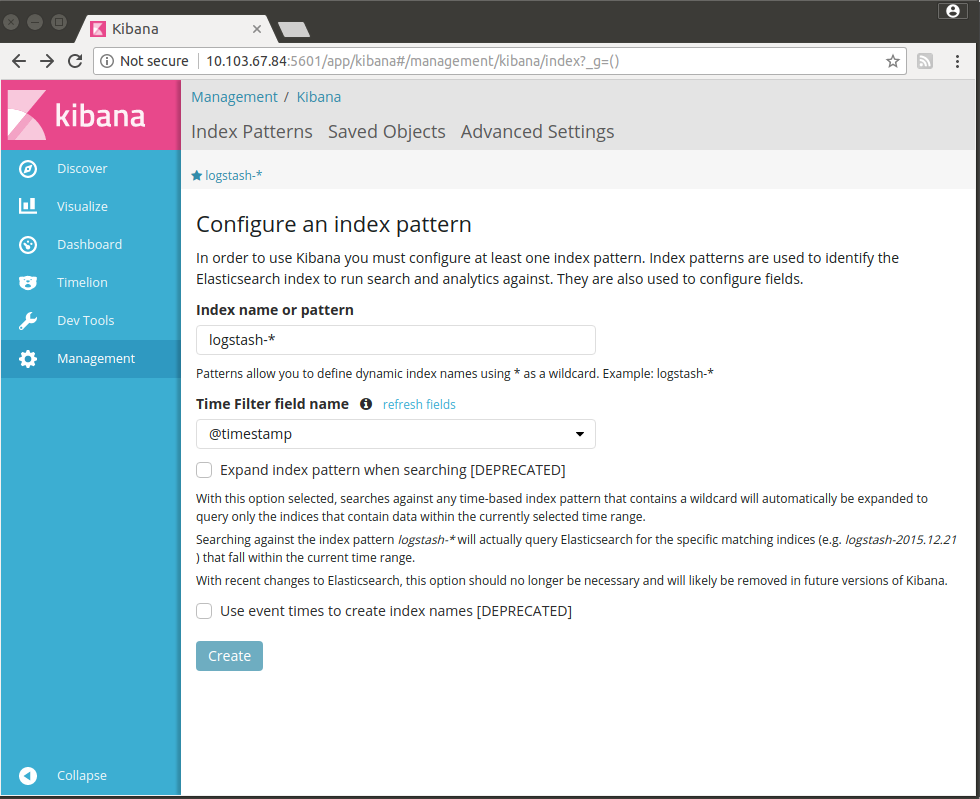 Kibana
Not secure 10.103.67.84:5601/app/kibana#/management/kibana/index?_g=()
kibana
Discover
Visualize
Dashboard
Timelion
Dev Tools
Management
Collapse
Management / Kibana
Index Patterns Saved Objects Advanced Settings
logstash-*
Configure an index pattern
In order to use Kibana you must configure at least one index pattern. Index patterns are used to identify the
Elasticsearch index to run search and analytics against. They are also used to configure fields.
Index name or pattern
logstash-*
Patterns allow you to define dynamic index names using * as a wildcard. Example: logstash-*
Time Filter field name refresh fields
@timestamp
Expand index pattern when searching [DEPRECATED]
With this option selected, searches against any time-based index pattern that contains a wildcard will automatically be expanded to
query only the indices that contain data within the currently selected time range.
Searching against the index pattern logstash-* will actually query Elasticsearch for the specific matching indices (e.g. logstash-2015.12.21
) that fall within the current time range.
With recent changes to Elasticsearch, this option should no longer be necessary and will likely be removed in future versions of Kibana.
Use event times to create index names [DEPRECATED]
Create